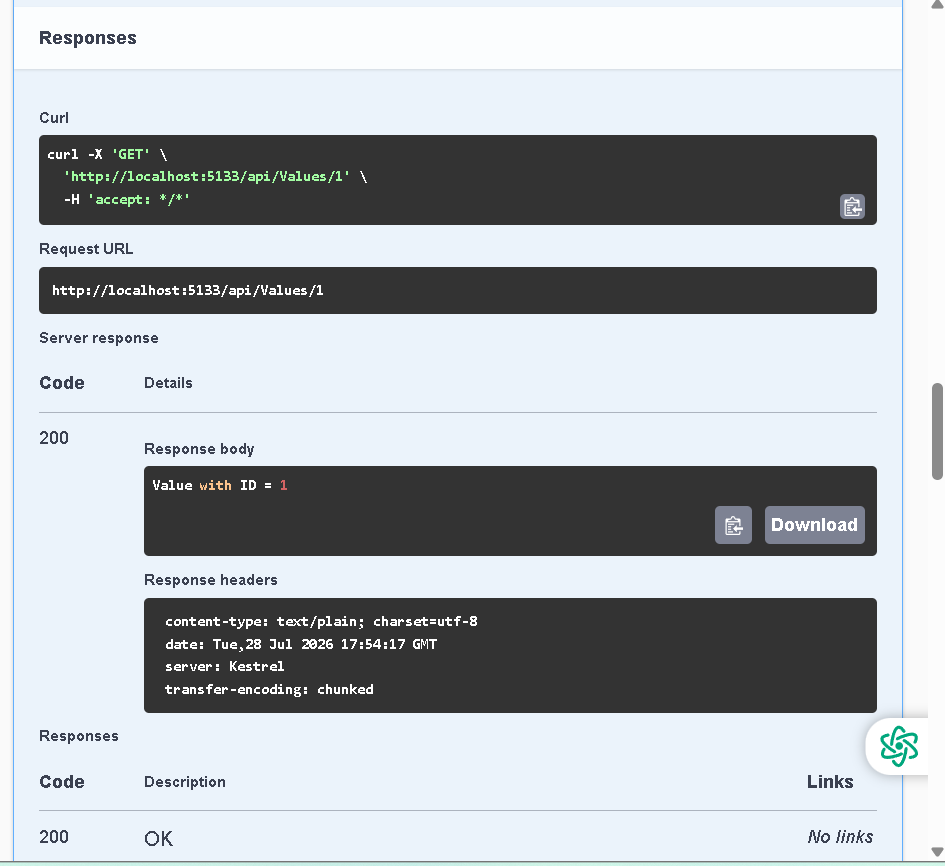 Responses
Curl
curl -X 'GET' \
'http://localhost:5133/api/Values/1' \
-H 'accept: */*'
Request URL
http://localhost:5133/api/Values/1
Server response
Code Details
200
Response body
Value with ID = 1
Download
Response headers
content-type: text/plain; charset=utf-8
date: Tue,28 Jul 2026 17:54:17 GMT
server: Kestrel
transfer-encoding: chunked
Responses
Code Description Links
200 OK No links